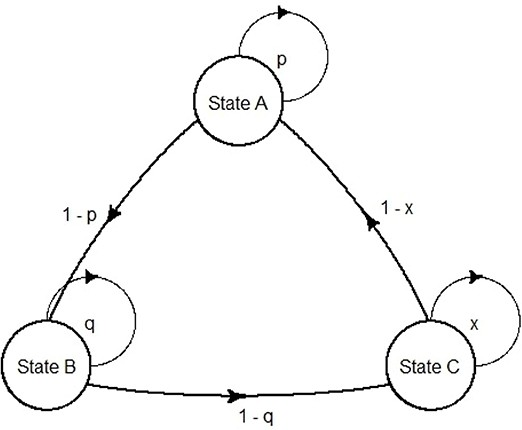 p
State A
1 - p
1 - x
q
x
State B
State C
1 - q